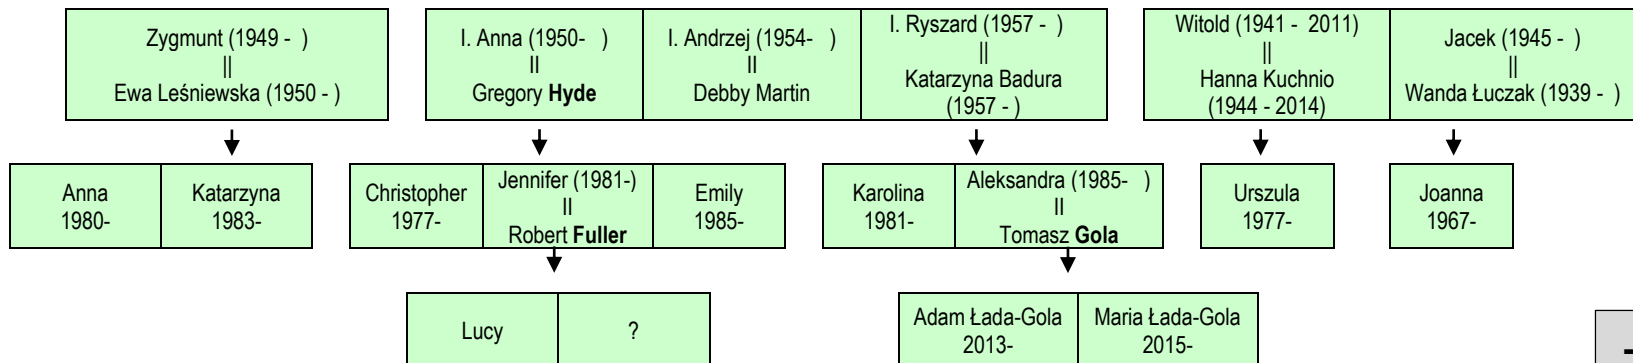 Zygmunt (1949 - )
||
Ewa Leśniewska (1950 - )
I. Anna (1950- )
II
Gregory Hyde
I. Andrzej (1954- )
II
Debby Martin
I. Ryszard (1957 - )
||
Katarzyna Badura
(1957 - )
Witold (1941 - 2011)
||
Hanna Kuchnio
(1944 - 2014)
Jacek (1945 - )
||
Wanda Łuczak (1939 - )
Anna
1980-
Katarzyna
1983-
Christopher
1977-
Jennifer (1981-)
II
Robert Fuller
Emily
1985-
Karolina
1981-
Aleksandra (1985- )
II
Tomasz Gola
Urszula
1977-
Joanna
1967-
Lucy
?
Adam Łada-Gola
2013-
Maria Łada-Gola
2015-